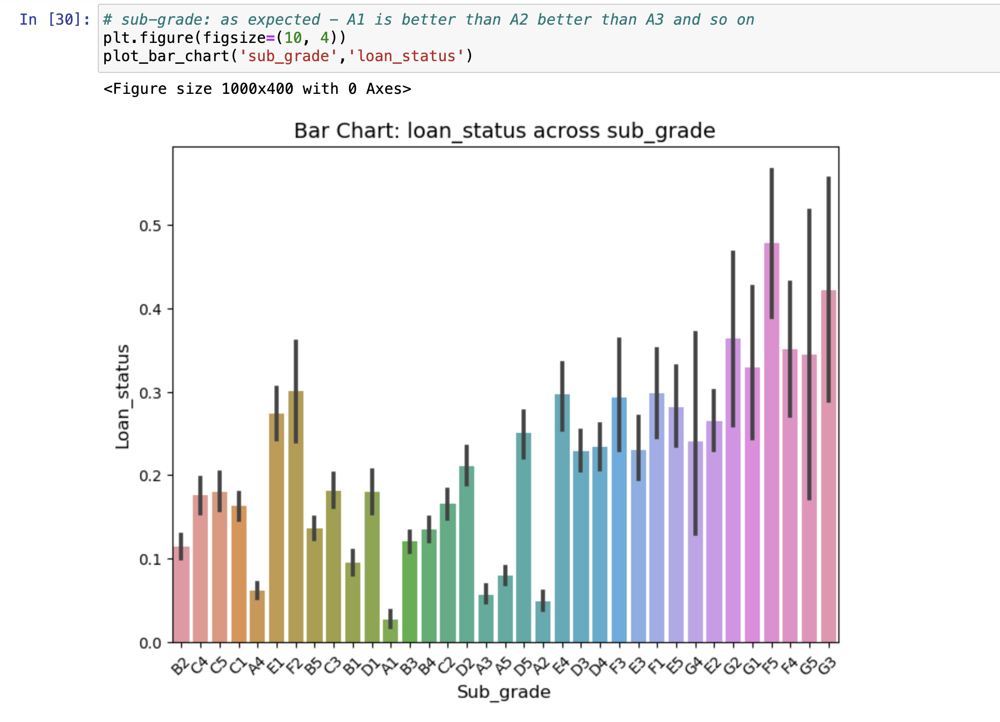 In [30]:
# sub-grade: as expected - A1 is better than A2 better than A3 and so on
plt.figure(figsize=(10, 4))
plot_bar_chart('sub_grade','loan_status')
<Figure size 1000x400 with 0 Axes>
Bar Chart: loan_status across sub_grade
0.5
0.4
0.3
0.2
0.1
0.0
Loan_status
B2 C4 C5 C1 A4 E1 F2 B5 C3 B1 D1 A1 B3 B4 C2 D2 A3 A5 D5 A2 E4 D3 D4 F3 E3 F1 E5 G4 E2 G2 G1 F5 F4 G5 G3
Sub_grade